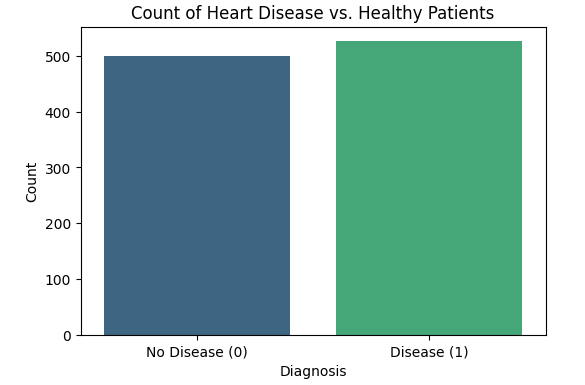 Count of Heart Disease vs. Healthy Patients
500
400
300
200
100
0
Count
No Disease (0)
Disease (1)
Diagnosis